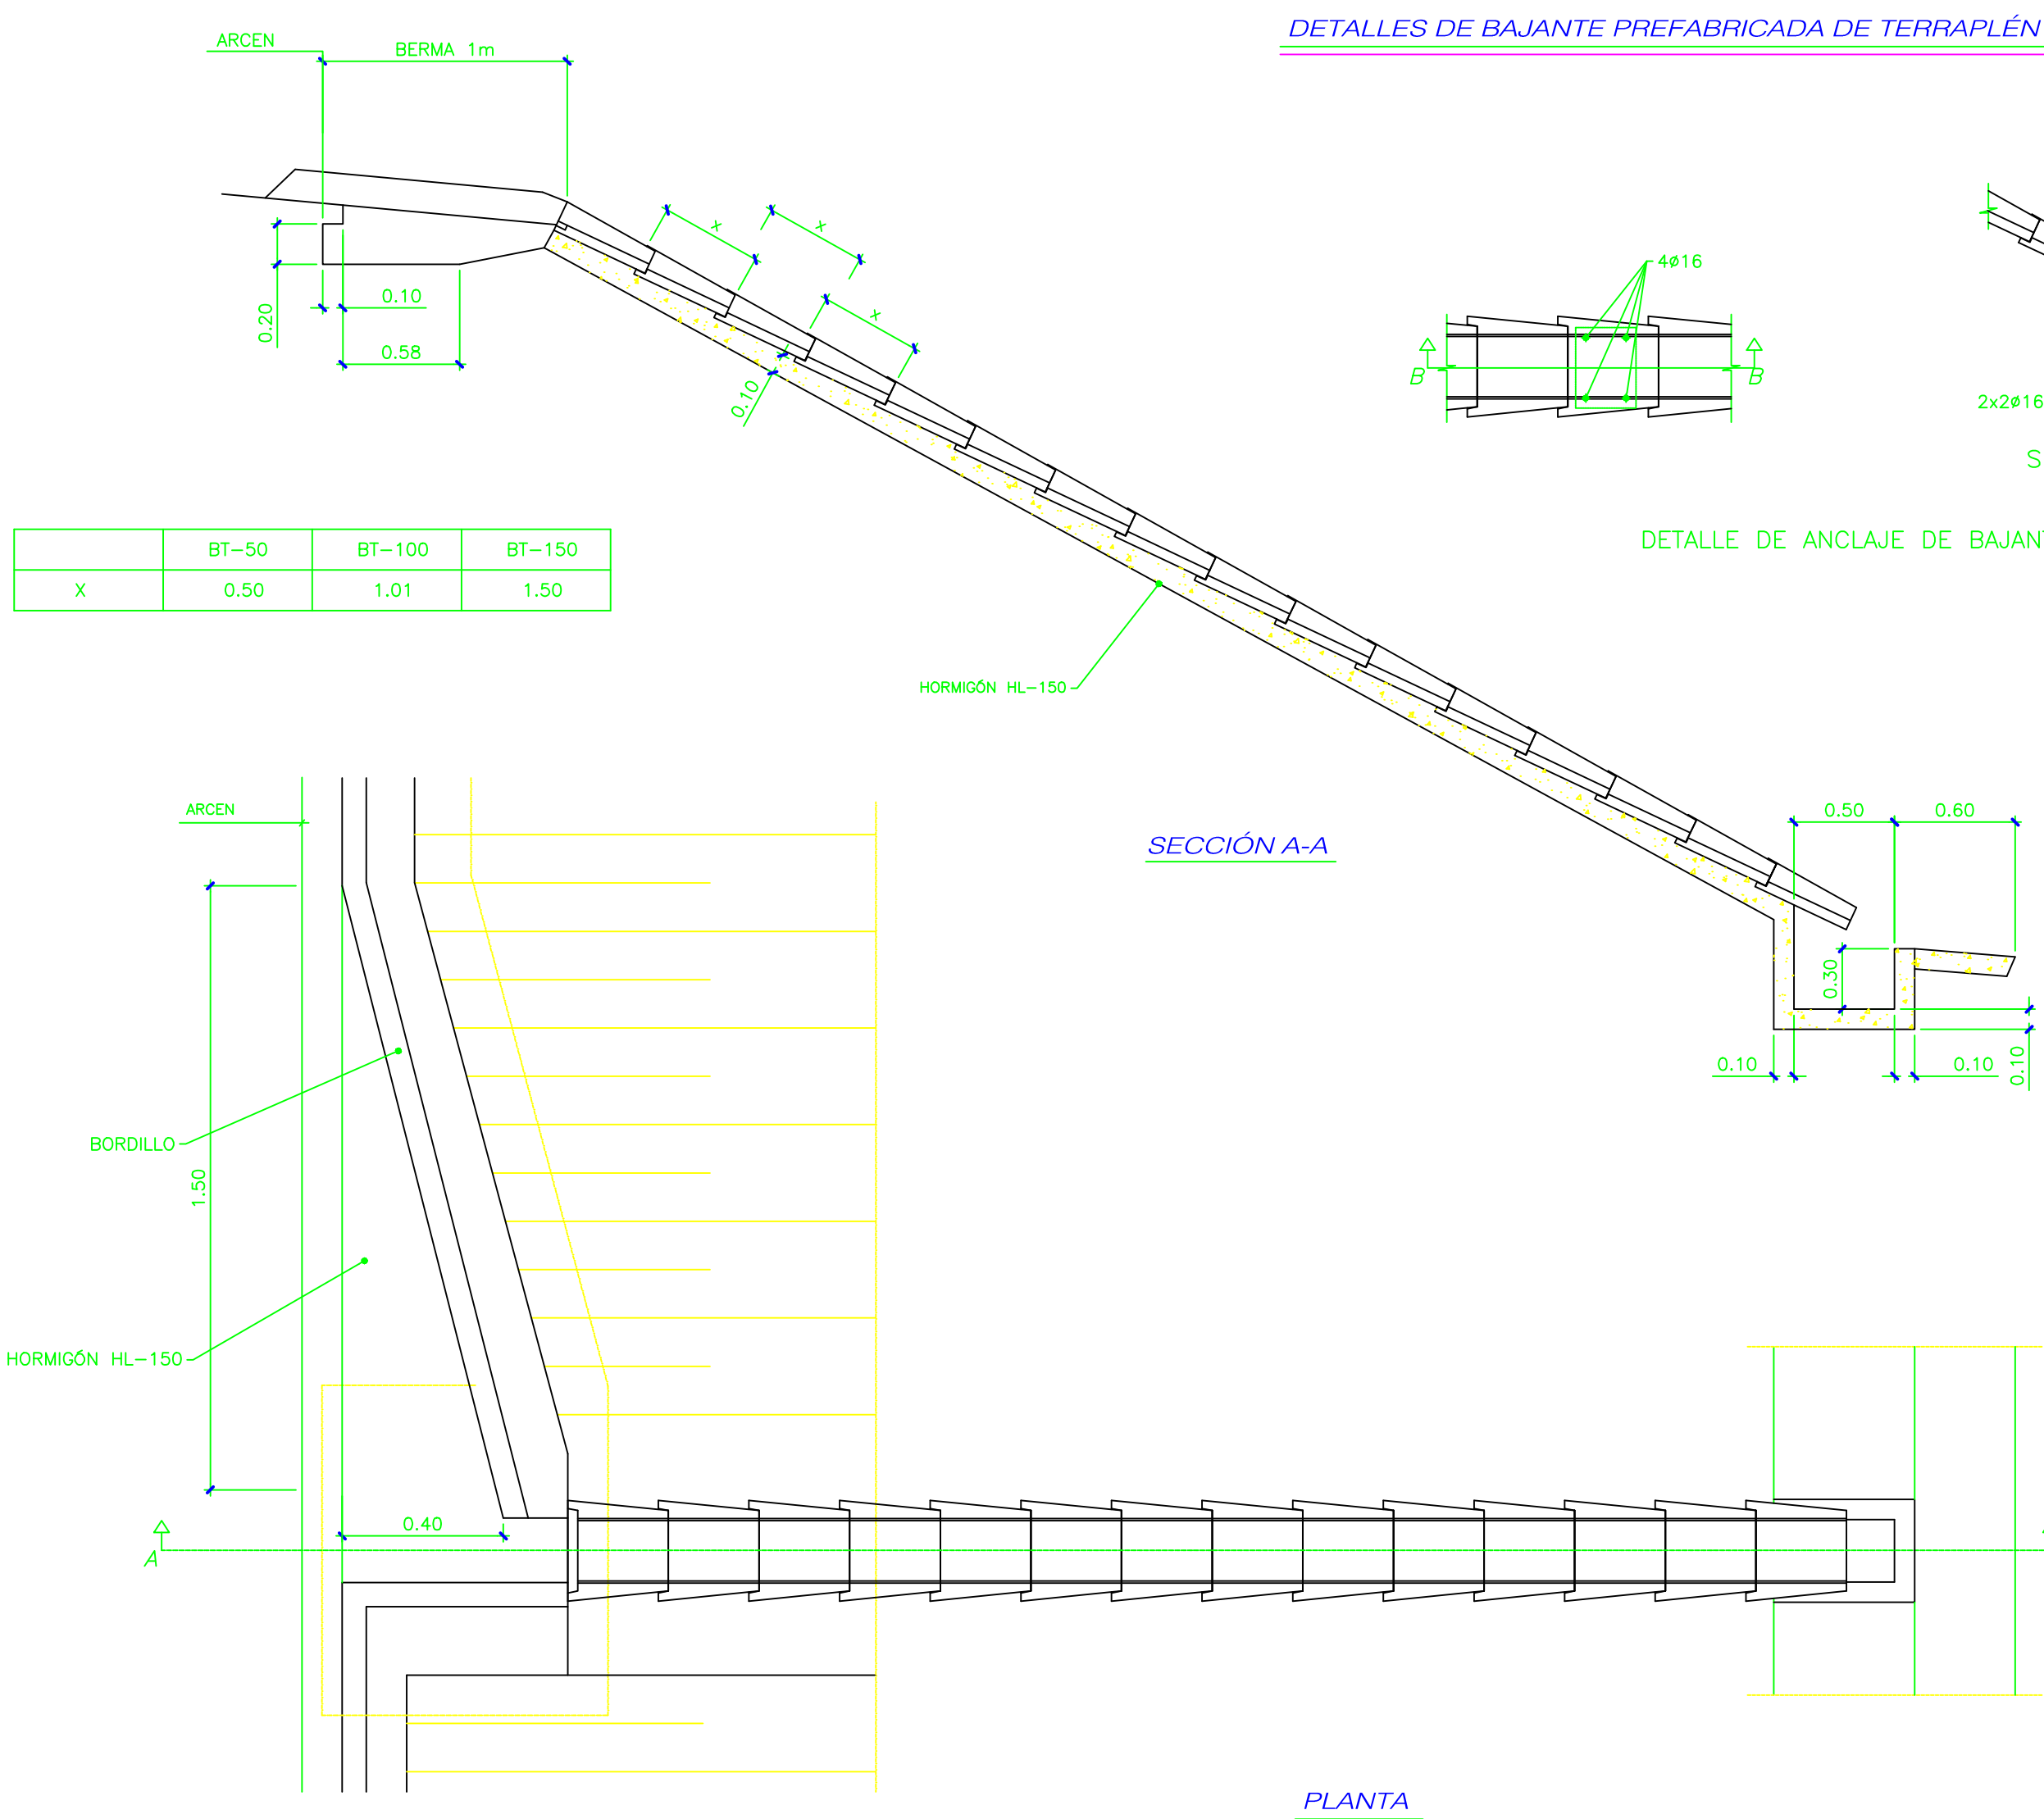 DETALLES DE BAJANTE PREFABRICADA DE TERRAPLÉN
ARCEN
BERMA 1m
x
x
x
0.20
0.10
0.58
0.10
4ø16
B
B
2x2ø16
S
DETALLE DE ANCLAJE DE
BT-50 BT-100 BT-150
X 0.50 1.01 1.50
HORMIGÓN HL-150
SECCIÓN A-A
0.50
0.60
0.30
0.10
0.10
0.10
ARCEN
BORDILLO
1.50
HORMIGÓN HL-150
0.40
A
PLANTA